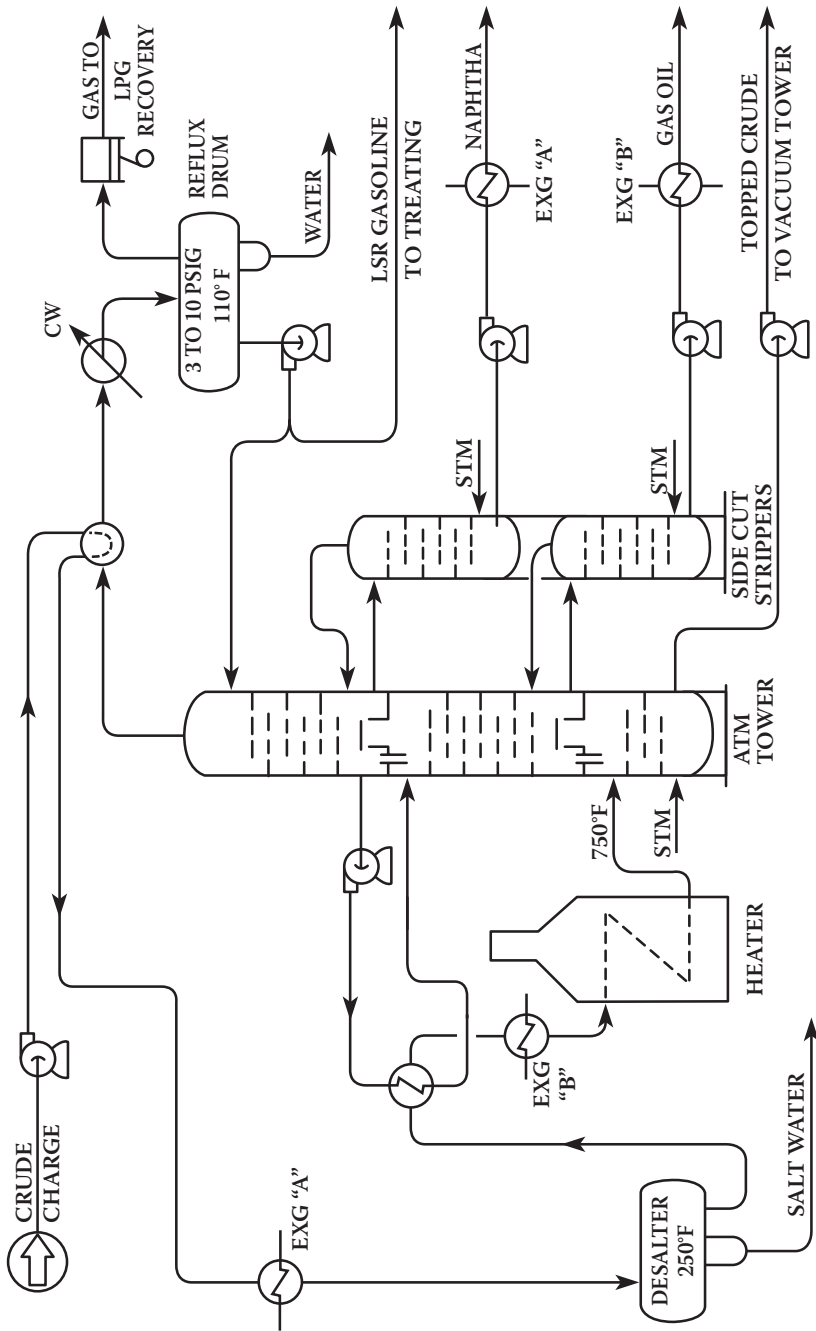 CRUDE
CHARGE
EXG “A”
DESALTER
250°F
SALT WATER
EXG
“B”
HEATER
750°F
STM
ATM
TOWER
CW
3 TO 10 PSIG
110° F
REFLUX
DRUM
GAS TO
LPG
RECOVERY
WATER
LSR GASOLINE
TO TREATING
STM
NAPHTHA
EXG “A”
STM
GAS OIL
EXG “B”
SIDE CUT
STRIPPERS
TOPPED CRUDE
TO VACUUM TOWER